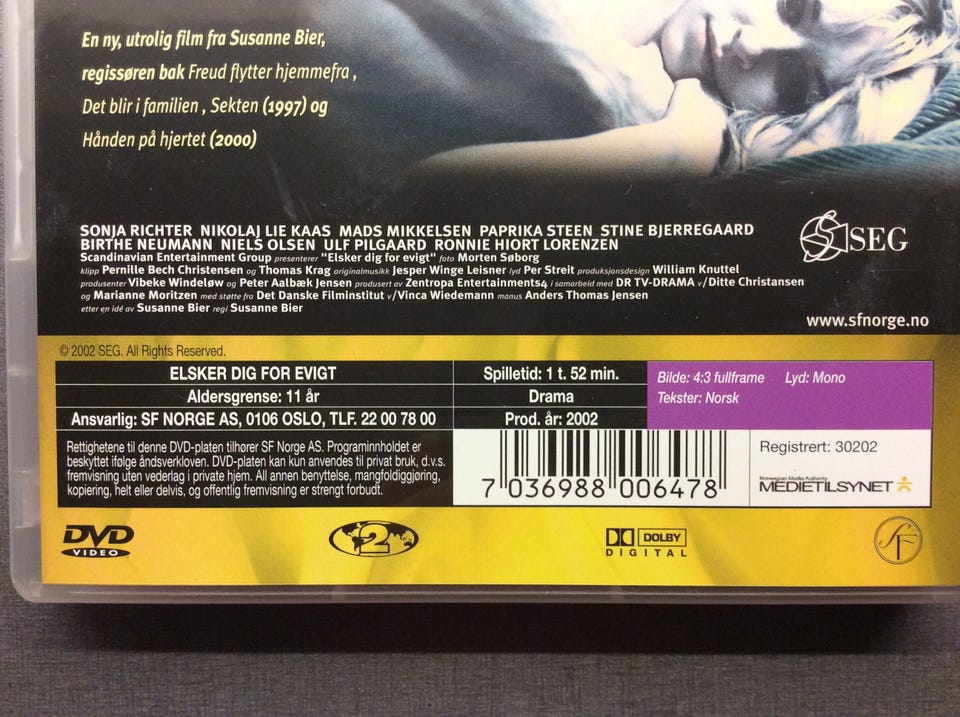 En ny, utrolig film fra Susanne Bier,
regissøren bak Freud flytter hjemmefra ,
Det blir i familien , Sekten (1997) og
Hånden på hjertet (2000)
SONJA RICHTER NIKOLAJ LIE KAAS MADS MIKKELSEN PAPRIKA STEEN STINE BJERREGAARD
BIRTHE NEUMANN NIELS OLSEN ULF PILGAARD RONNIE HIORT LORENZEN
Scandinavian Entertainment Group presenterer "Elsker dig for evigt" foto Morten Søborg
klipp Pernille Bech Christensen og Thomas Krag originalmusikk Jesper Winge Leisner lyd Per Streit produksjonsdesign William Knuttel
produsenter Vibeke Windeløw og Peter Aalbæk Jensen produsert av Zentropa Entertainments4 i samarbeid med DR TV-DRAMA v/Ditte Christansen
og Marianne Moritzen med støtte fra Det Danske Filminstitut v/Vinca Wiedemann manus Anders Thomas Jensen
etter en idé av Susanne Bier regi Susanne Bier
SEG
www.sfnorge.no
© 2002 SEG. All Rights Reserved.
ELSKER DIG FOR EVIGT
Aldersgrense: 11 år
Ansvarlig: SF NORGE AS, 0106 OSLO, TLF. 22 00 78 00
Spilletid: 1 t. 52 min.
Drama
Prod. år: 2002
Bilde: 4:3 fullframe Lyd: Mono
Tekster: Norsk
Rettighetene til denne DVD-platen tilhører SF Norge AS. Programinnholdet er
beskyttet ifølge åndsverkloven. DVD-platen kan kun anvendes til privat bruk, d.v.s.
fremvisning uten vederlag i private hjem. All annen benyttelse, mangfoldiggjøring,
kopiering, helt eller delvis, og offentlig fremvisning er strengt forbudt.
7 036988 006478
Registrert: 30202
Norwegian Media Authority
MEDIETILSYNET
DVD
VIDEO
2
DOLBY
DIGITAL
SF